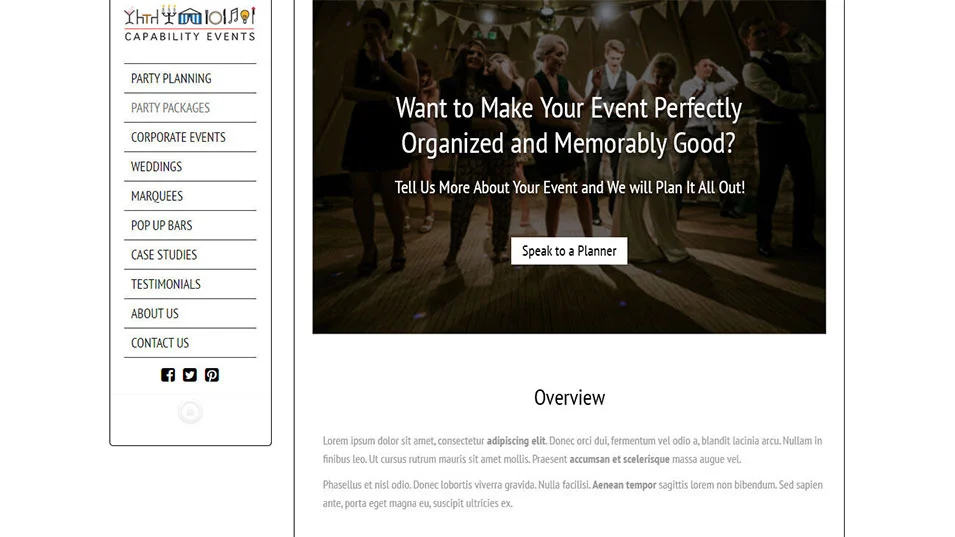 CAPABILITY EVENTS
PARTY PLANNING
PARTY PACKAGES
CORPORATE EVENTS
WEDDINGS
MARQUEES
POP UP BARS
CASE STUDIES
TESTIMONIALS
ABOUT US
CONTACT US
Want to Make Your Event Perfectly
Organized and Memorably Good?
Tell Us More About Your Event and We will Plan It All Out!
Speak to a Planner
Overview
Lorem ipsum dolor sit amet, consectetur adipiscing elit. Donec orci dui, fermentum vel odio a, blandit lacinia arcu. Nullam in
finibus leo. Ut cursus rutrum mauris sit amet mollis. Praesent accumsan et scelerisque massa augue vel.
Phasellus et nisl odio. Donec lobortis viverra gravida. Nulla facilisi. Aenean tempor sagittis lorem non bibendum. Sed sapien
ante, porta eget magna eu, suscipit ultricies ex.